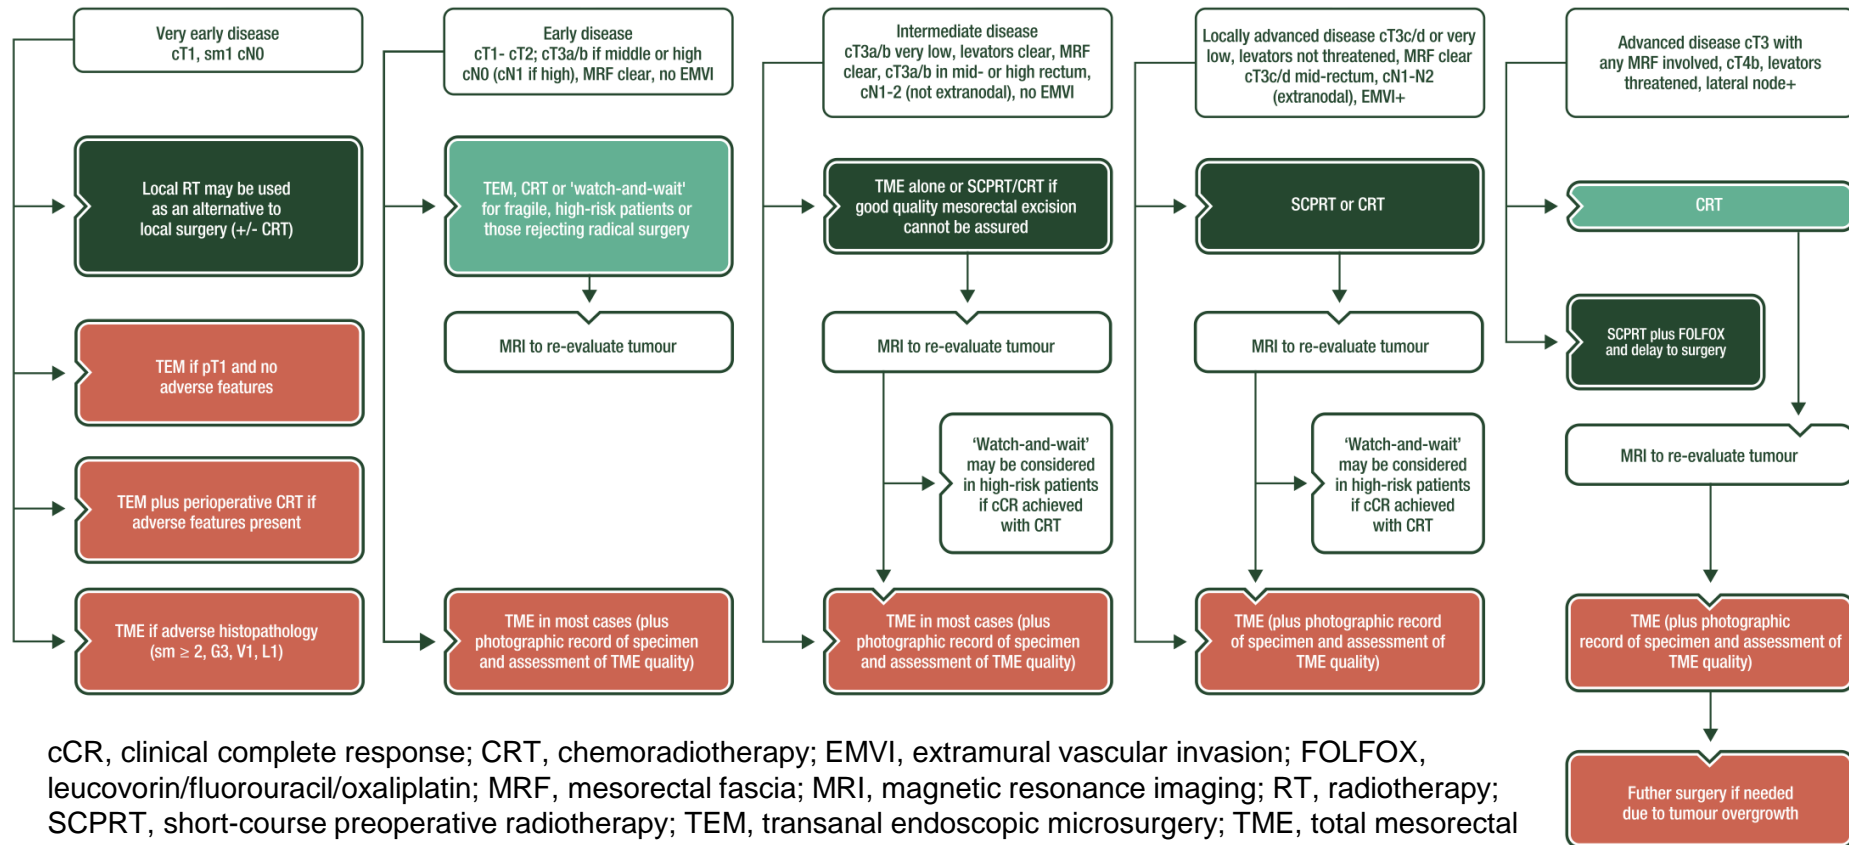 Very early disease
cT1, sm1 cN0
Local RT may be used
as an alternative to
local surgery (+/- CRT)
TEM if pT1 and no
adverse features
TEM plus perioperative CRT if
adverse features present
TME if adverse histopathology
(sm ≥ 2, G3, V1, L1)
Early disease
cT1- cT2; cT3a/b if middle or high
cN0 (cN1 if high), MRF clear, no EMVI
TEM, CRT or 'watch-and-wait'
for fragile, high-risk patients or
those rejecting radical surgery
MRI to re-evaluate tumour
TME in most cases (plus
photographic record of specimen
and assessment of TME quality)
Intermediate disease
cT3a/b very low, levators clear, MRF
clear, cT3a/b in mid- or high rectum,
cN1-2 (not extranodal), no EMVI
TME alone or SCPRT/CRT if
good quality mesorectal excision
cannot be assured
MRI to re-evaluate tumour
‘Watch-and-wait’
may be considered
in high-risk patients
if cCR achieved
with CRT
TME in most cases (plus
photographic record of specimen
and assessment of TME quality)
Locally advanced disease cT3c/d or very
low, levators not threatened, MRF clear
cT3c/d mid-rectum, cN1-N2
(extranodal), EMVI+
SCPRT or CRT
MRI to re-evaluate tumour
‘Watch-and-wait’
may be considered
in high-risk patients
if cCR achieved
with CRT
TME (plus photographic record
of specimen and assessment of
TME quality)
Advanced disease cT3 with
any MRF involved, cT4b, levators
threatened, lateral node+
CRT
SCPRT plus FOLFOX
and delay to surgery
MRI to re-evaluate tumour
TME (plus photographic
record of specimen and assessment of
TME quality)
Futher surgery if needed
due to tumour overgrowth
cCR, clinical complete response; CRT, chemoradiotherapy; EMVI, extramural vascular invasion; FOLFOX,
leucovorin/fluorouracil/oxaliplatin; MRF, mesorectal fascia; MRI, magnetic resonance imaging; RT, radiotherapy;
SCPRT, short-course preoperative radiotherapy; TEM, transanal endoscopic microsurgery; TME, total mesorectal